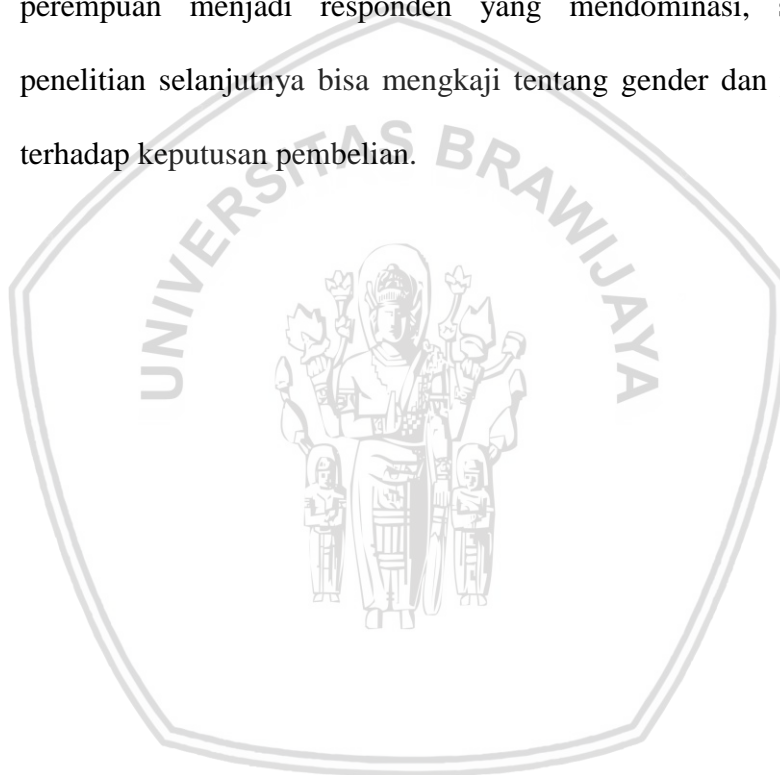 perempuan menjadi responden yang mendominasi,
penelitian selanjutnya bisa mengkaji tentang gender dan
terhadap keputusan pembelian.
UNIVERSITAS BRAWIJAYA